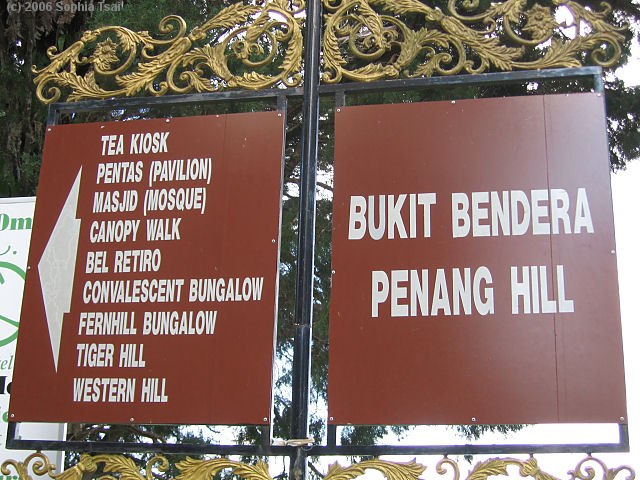 ©2006 Sophia Tsai
TEA KIOSK
PENTAS (PAVILION)
MASJID (MOSQUE)
CANOPY WALK
BEL RETIRO
CONVALESCENT BUNGALOW
FERNHILL BUNGALOW
TIGER HILL
WESTERN HILL
BUKIT BENDERA
PENANG HILL